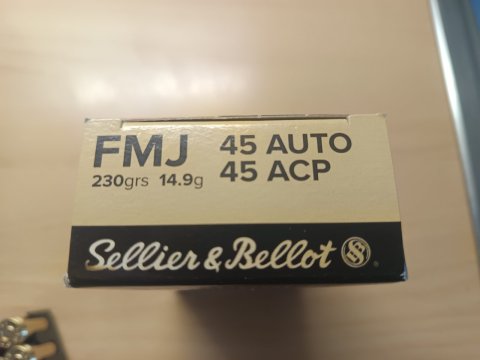 FMJ
230grs 14.9g
45 AUTO
45 ACP
Sellier & Bellot